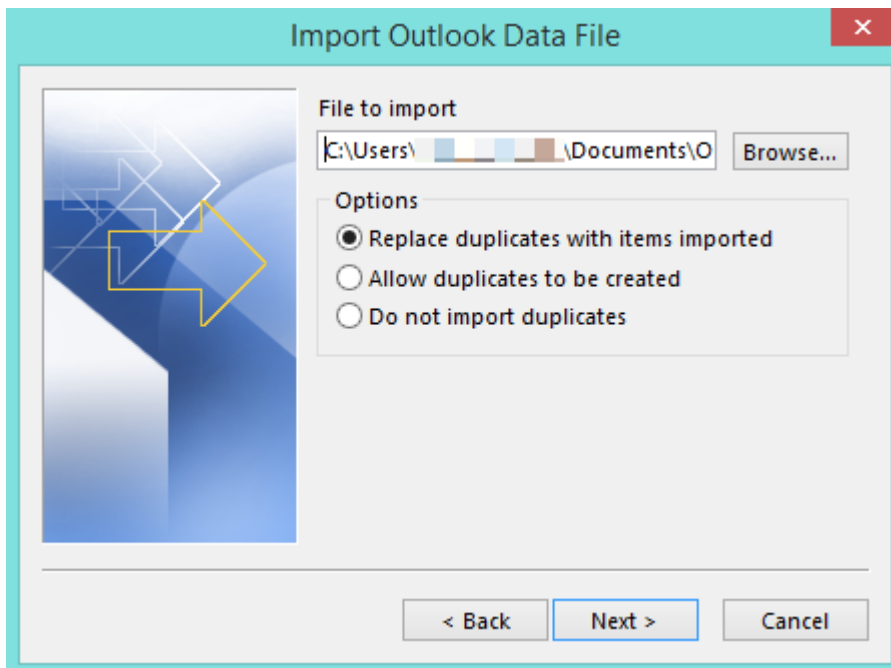 Import Outlook Data File
File to import
C:\Users\ \Documents\O
Browse...
Options
Replace duplicates with items imported
Allow duplicates to be created
Do not import duplicates
< Back
Next >
Cancel